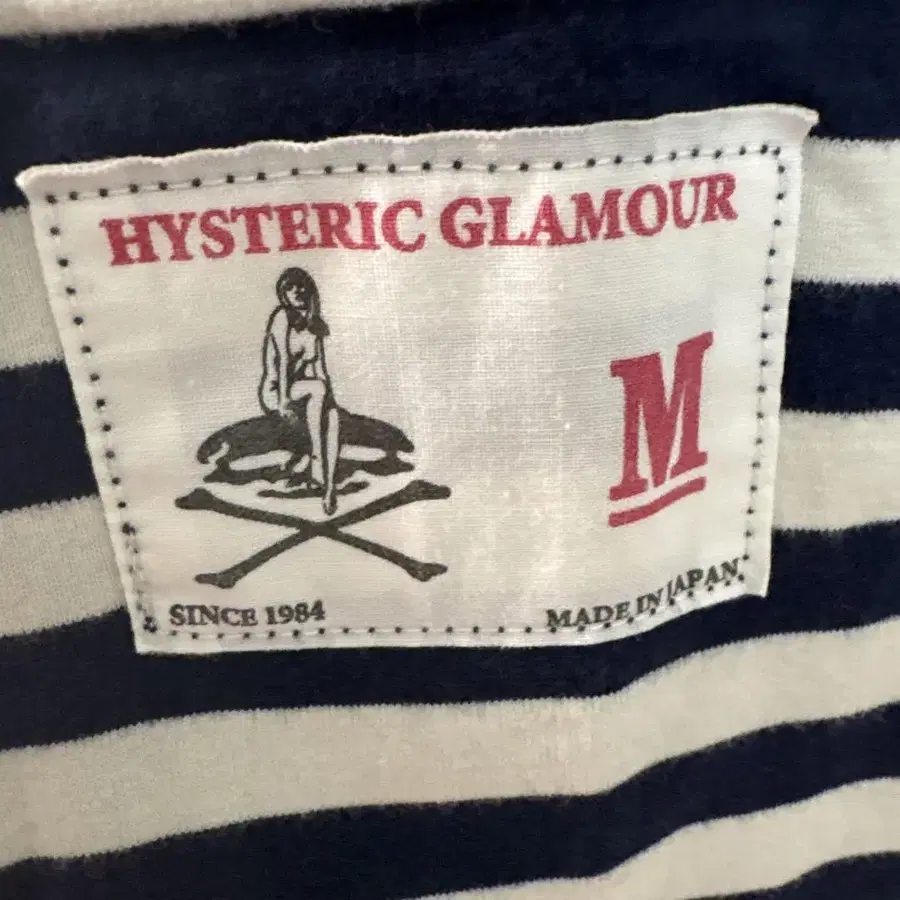 HYSTERIC GLAMOUR
M
SINCE 1984
MADE IN JAPAN